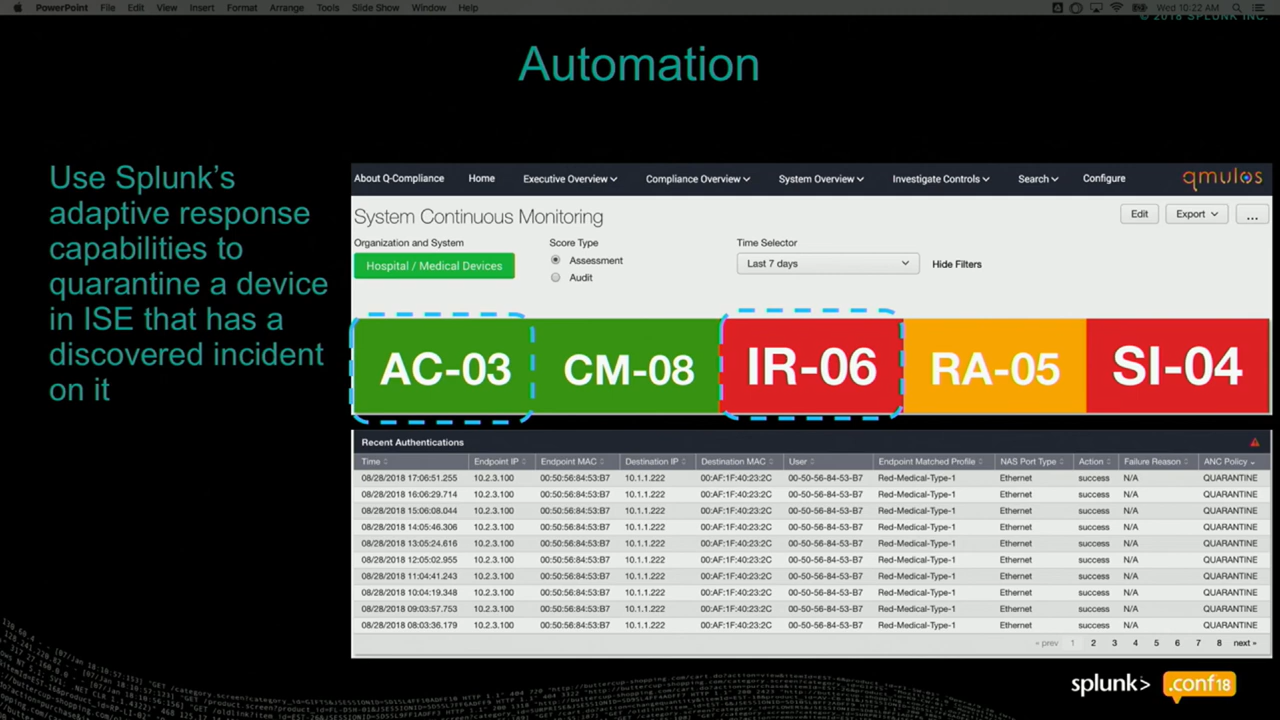 PowerPoint File Edit View Insert Format Arrange Tools Slide Show Window Help Wed 10:22 AM
© 2018 SPLUNK INC.
Automation
Use Splunk's
adaptive response
capabilities to
quarantine a device
in ISE that has a
discovered incident
on it
About Q-Compliance Home Executive Overview Compliance Overview System Overview Investigate Controls Search Configure qmulos
System Continuous Monitoring Edit Export ...
Organization and System Score Type Time Selector
Hospital / Medical Devices Assessment Last 7 days Hide Filters
Audit
AC-03 CM-08 IR-06 RA-05 SI-04
Recent Authentications
Time Endpoint IP Endpoint MAC Destination IP Destination MAC User Endpoint Matched Profile NAS Port Type Action Failure Reason ANC Policy
08/28/2018 17:06:51.255 10.2.3.100 00:50:56:84:53:B7 10.1.1.222 00:AF:1F:40:23:2C 00-50-56-84-53-B7 Red-Medical-Type-1 Ethernet success N/A QUARANTINE
08/28/2018 16:06:29.714 10.2.3.100 00:50:56:84:53:B7 10.1.1.222 00:AF:1F:40:23:2C 00-50-56-84-53-B7 Red-Medical-Type-1 Ethernet success N/A QUARANTINE
08/28/2018 15:06:08.044 10.2.3.100 00:50:56:84:53:B7 10.1.1.222 00:AF:1F:40:23:2C 00-50-56-84-53-B7 Red-Medical-Type-1 Ethernet success N/A QUARANTINE
08/28/2018 14:05:46.306 10.2.3.100 00:50:56:84:53:B7 10.1.1.222 00:AF:1F:40:23:2C 00-50-56-84-53-B7 Red-Medical-Type-1 Ethernet success N/A QUARANTINE
08/28/2018 13:05:24.616 10.2.3.100 00:50:56:84:53:B7 10.1.1.222 00:AF:1F:40:23:2C 00-50-56-84-53-B7 Red-Medical-Type-1 Ethernet success N/A QUARANTINE
08/28/2018 12:05:02.955 10.2.3.100 00:50:56:84:53:B7 10.1.1.222 00:AF:1F:40:23:2C 00-50-56-84-53-B7 Red-Medical-Type-1 Ethernet success N/A QUARANTINE
08/28/2018 11:04:41.243 10.2.3.100 00:50:56:84:53:B7 10.1.1.222 00:AF:1F:40:23:2C 00-50-56-84-53-B7 Red-Medical-Type-1 Ethernet success N/A QUARANTINE
08/28/2018 10:04:19.348 10.2.3.100 00:50:56:84:53:B7 10.1.1.222 00:AF:1F:40:23:2C 00-50-56-84-53-B7 Red-Medical-Type-1 Ethernet success N/A QUARANTINE
08/28/2018 09:03:57.753 10.2.3.100 00:50:56:84:53:B7 10.1.1.222 00:AF:1F:40:23:2C 00-50-56-84-53-B7 Red-Medical-Type-1 Ethernet success N/A QUARANTINE
08/28/2018 08:03:36.179 10.2.3.100 00:50:56:84:53:B7 10.1.1.222 00:AF:1F:40:23:2C 00-50-56-84-53-B7 Red-Medical-Type-1 Ethernet success N/A QUARANTINE
« prev 1 2 3 4 5 6 7 8 next »
splunk> .conf18